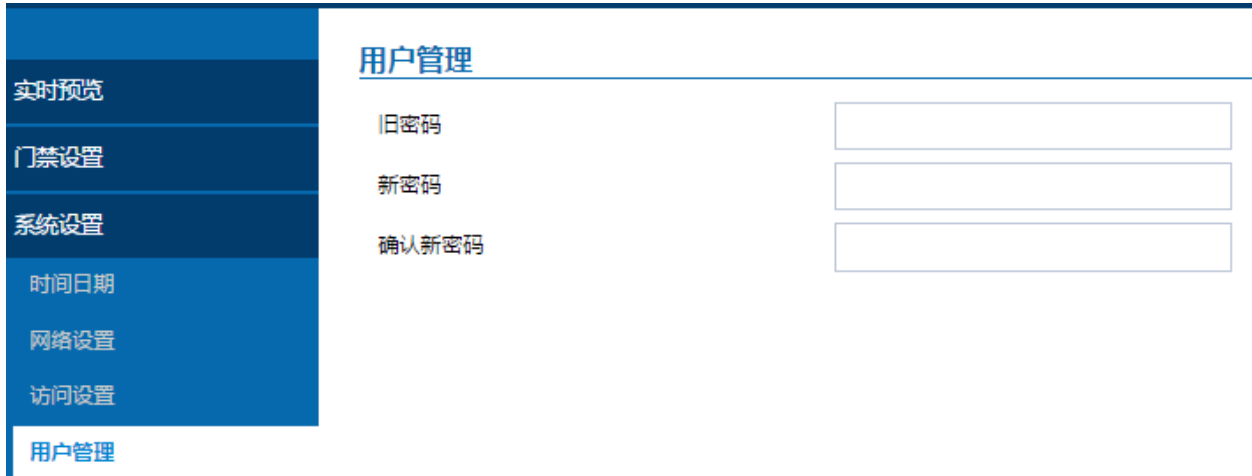 实时预览
门禁设置
系统设置
时间日期
网络设置
访问设置
用户管理
用户管理
旧密码
新密码
确认新密码